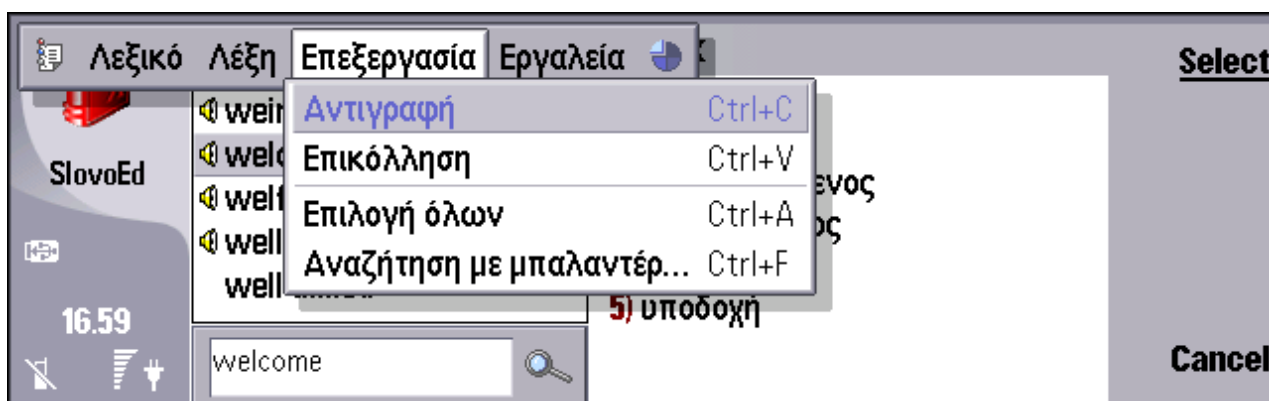 Λεξικό Λέξη Επεξεργασία Εργαλεία
Select
Αντιγραφή Ctrl+C
Επικόλληση Ctrl+V
Επιλογή όλων Ctrl+A
Αναζήτηση με μπαλαντέρ... Ctrl+F
SlovoEd
well
5) υποδοχή
16.59
welcome
Cancel